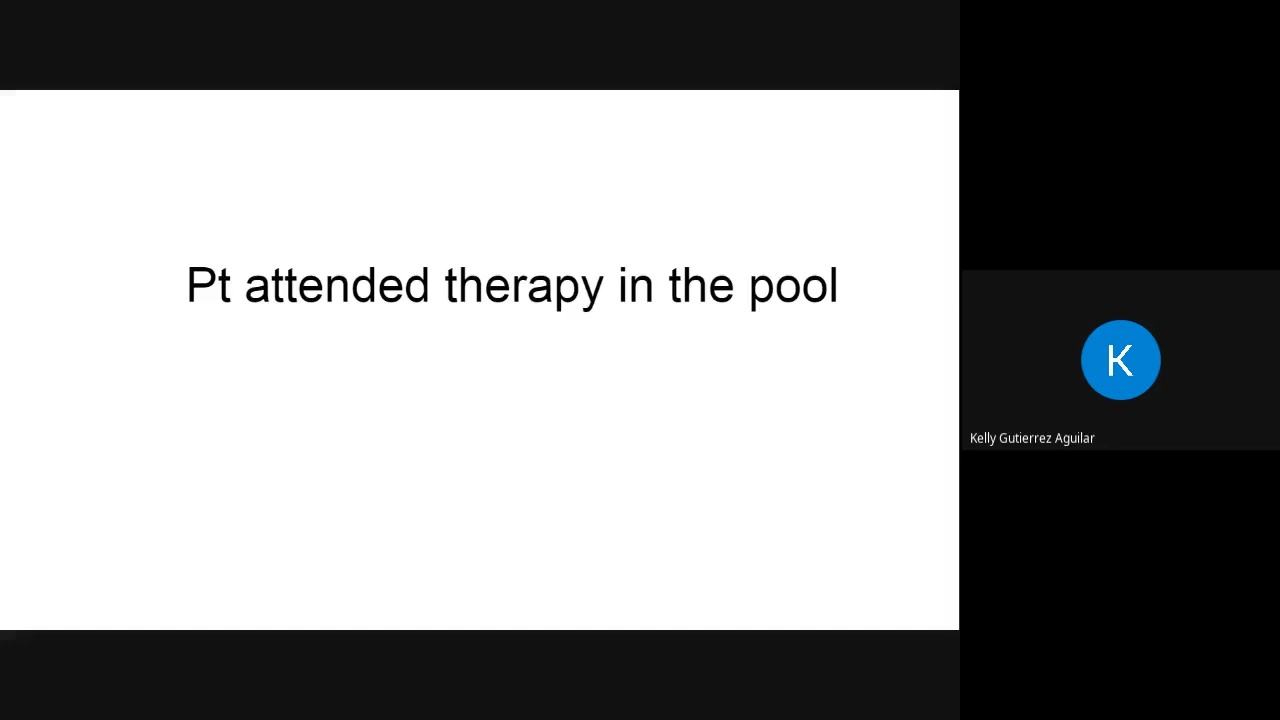 Pt attended therapy in the pool
K
Kelly Gutierrez Aguilar